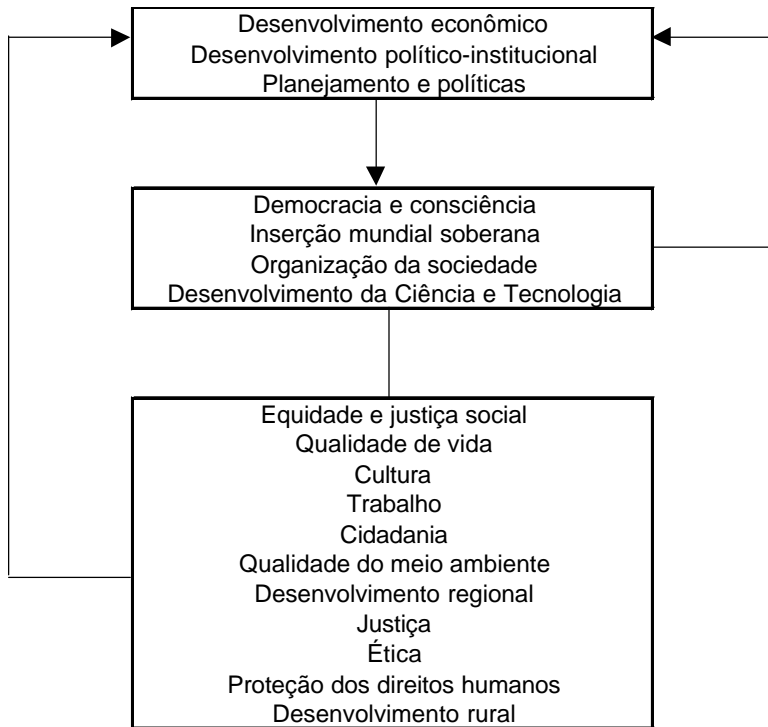 Desenvolvimento econômico
Desenvolvimento político-institucional
Planejamento e políticas
Democracia e consciência
Inserção mundial soberana
Organização da sociedade
Desenvolvimento da Ciência e Tecnologia
Equidade e justiça social
Qualidade de vida
Cultura
Trabalho
Cidadania
Qualidade do meio ambiente
Desenvolvimento regional
Justiça
Ética
Proteção dos direitos humanos
Desenvolvimento rural